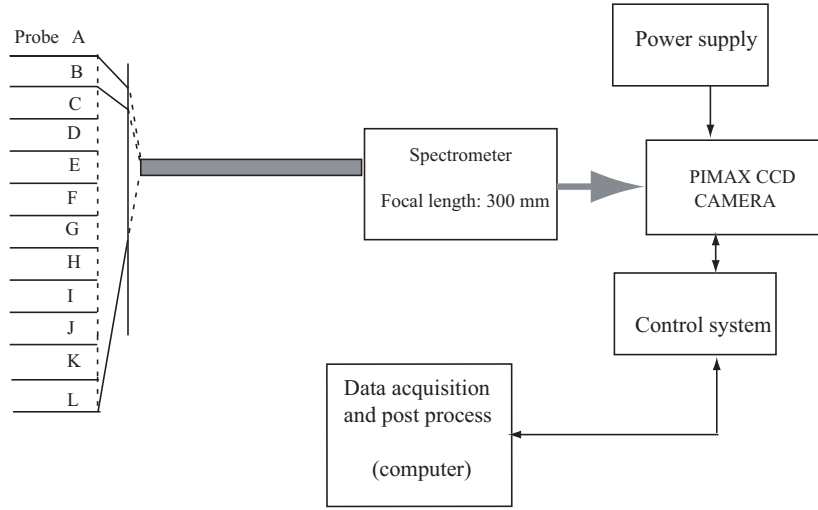 Probe A
B
C
D
E
F
G
H
I
J
K
L
Spectrometer
Focal length: 300 mm
Power supply
PIMAX CCD
CAMERA
Control system
Data acquisition
and post process
(computer)